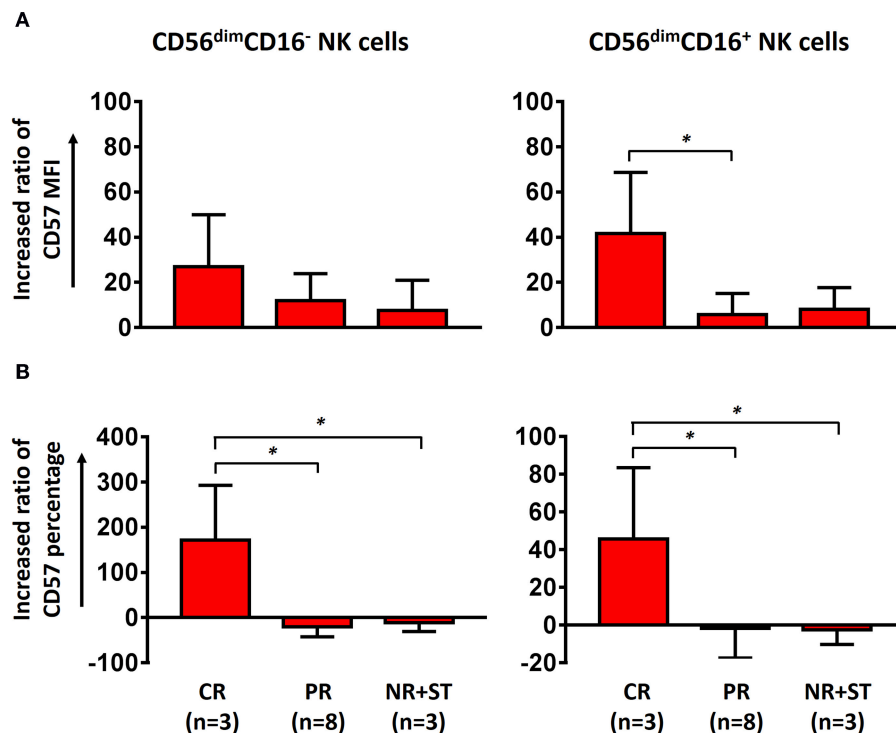 A
CD56dimCD16- NK cells
CD56dimCD16+ NK cells
Increased ratio of
CD57 MFI
100
80
60
40
20
0
100
80
60
40
20
0
*
B
Increased ratio of
CD57 percentage
400
300
200
100
0
-100
*
*
100
80
60
40
20
0
-20
*
*
CR
PR
NR+ST
(n=3)
(n=8)
(n=3)
CR
PR
NR+ST
(n=3)
(n=8)
(n=3)